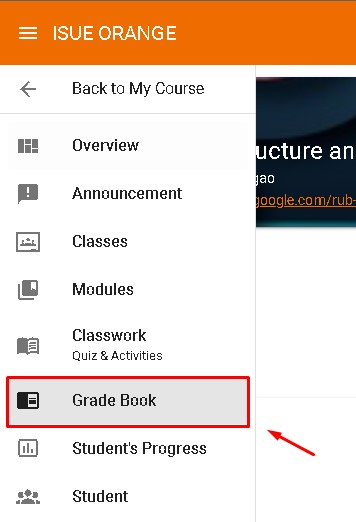 ISUE ORANGE
Back to My Course
Overview
ucture an
gao
google.com/rub-
Announcement
Classes
Modules
Classwork
Quiz & Activities
Grade Book
Student's Progress
Student